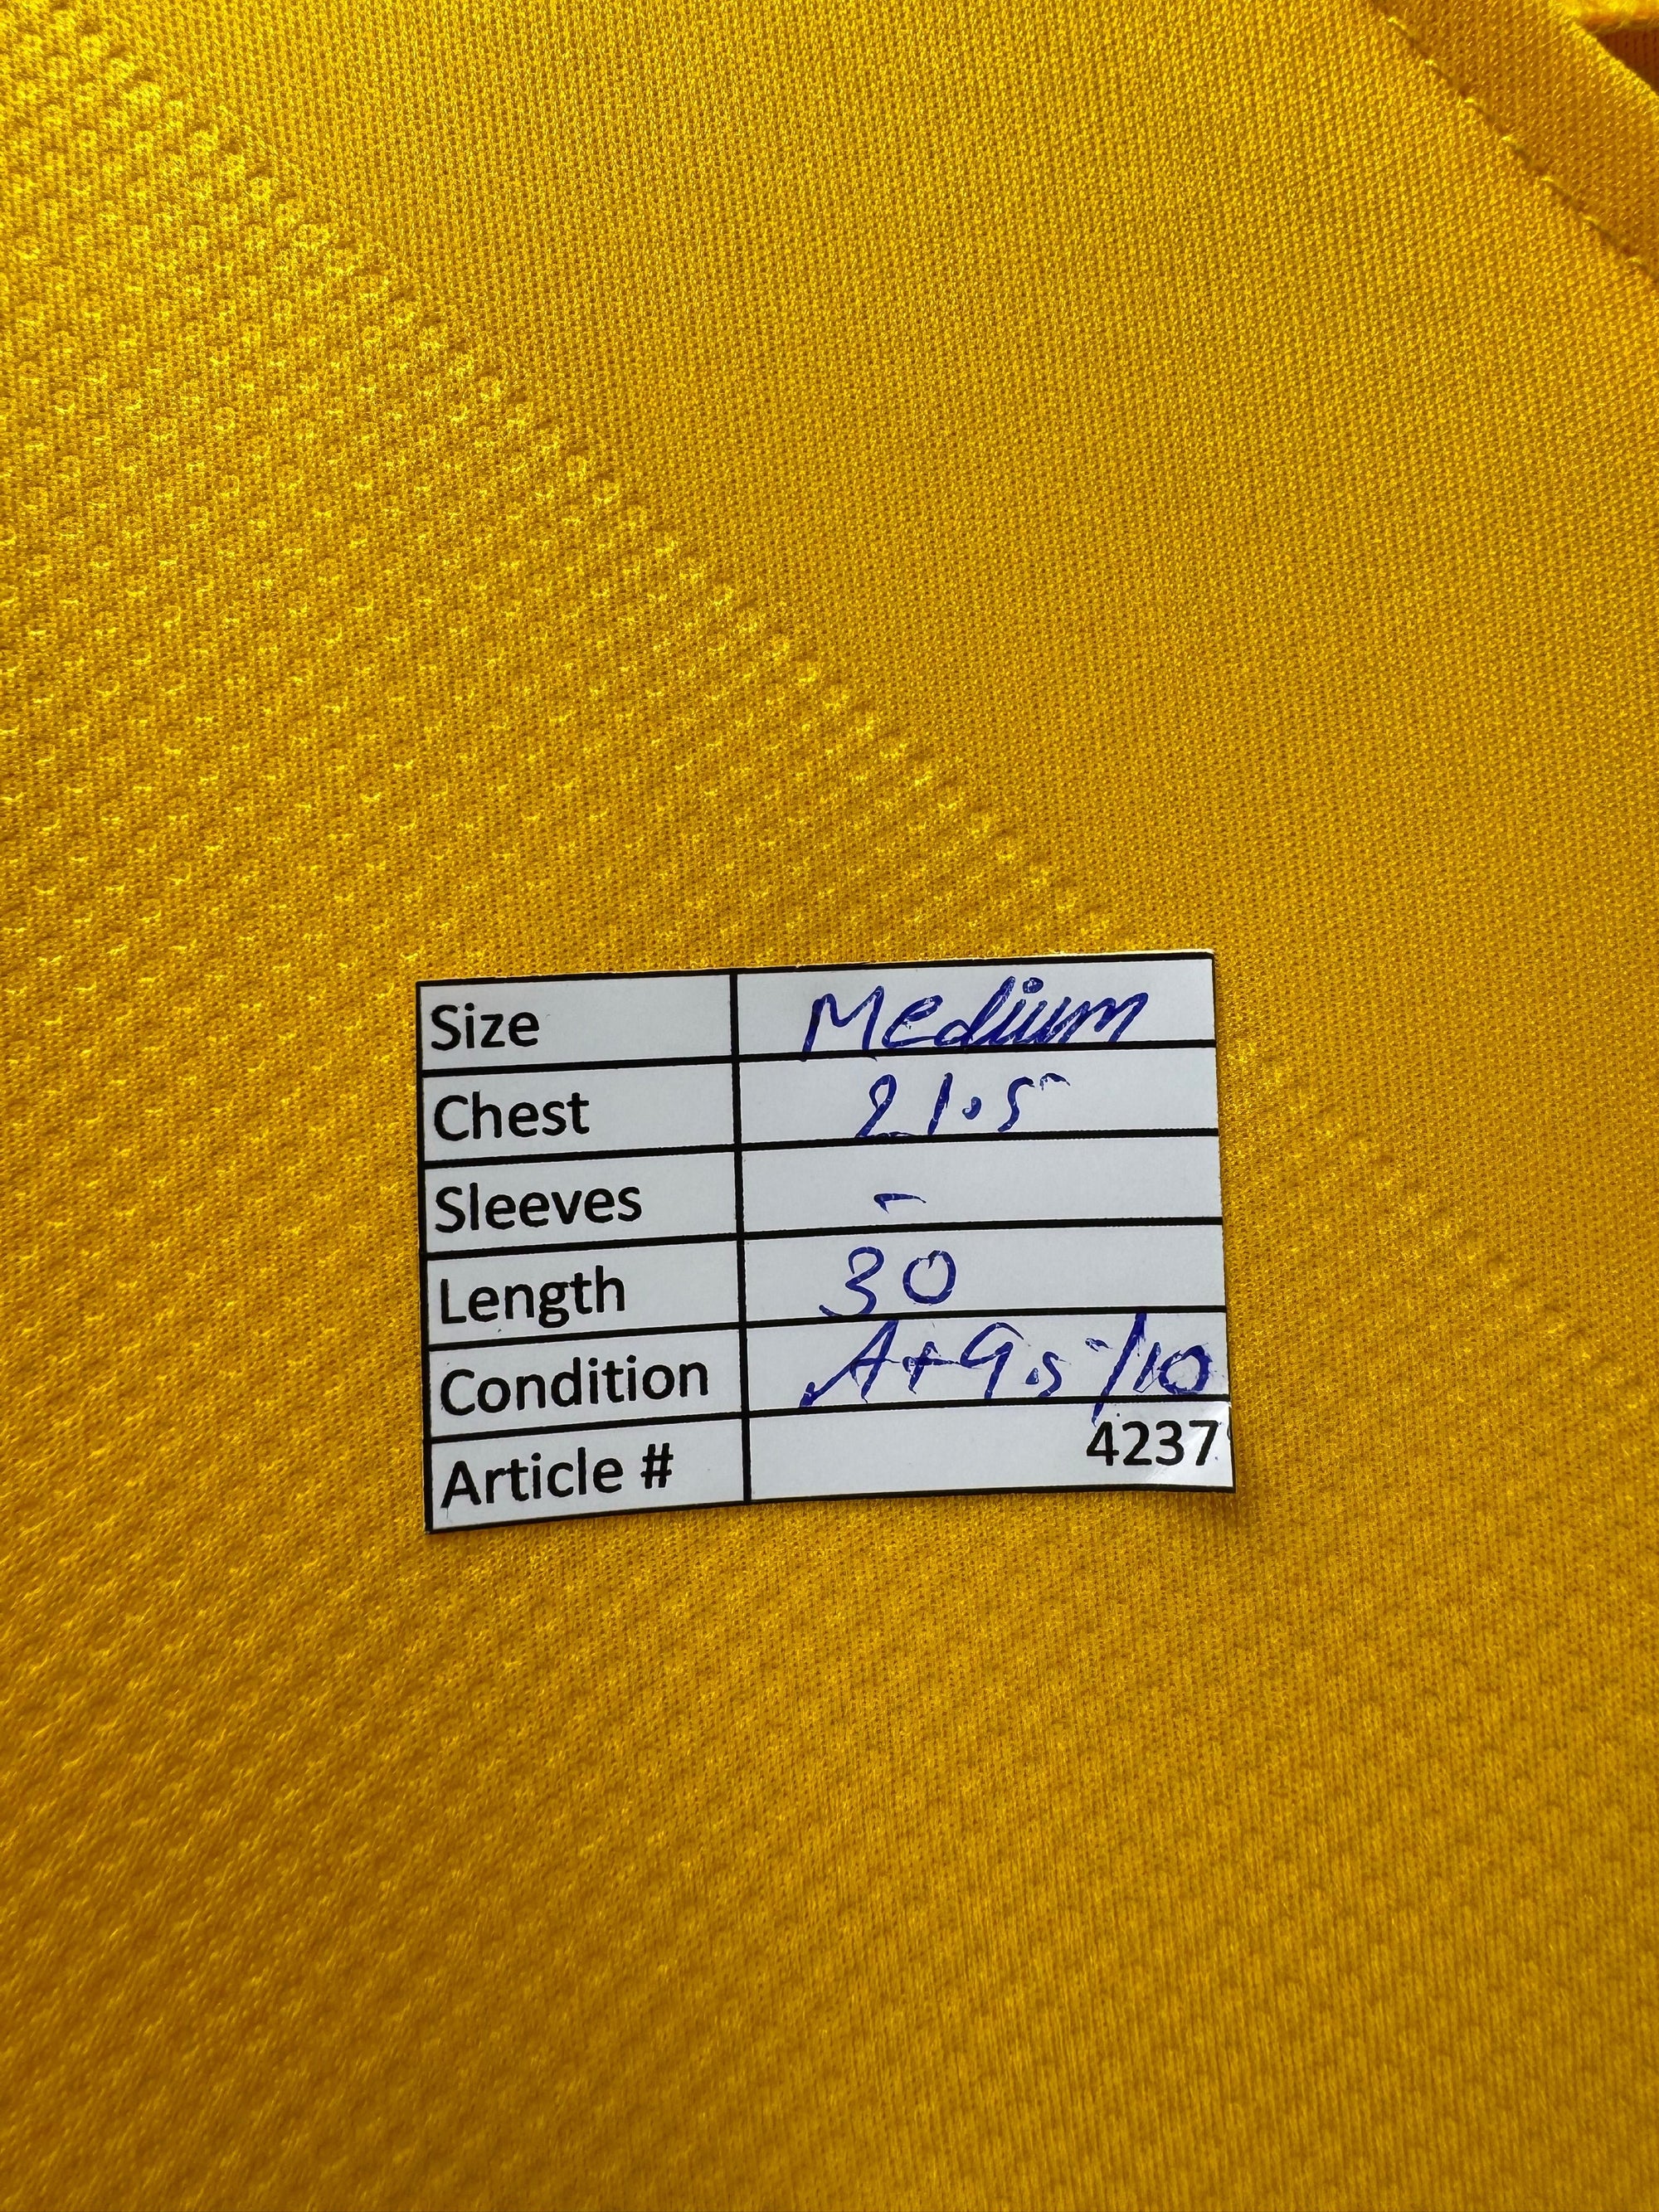 Size Medium
Chest 21.5
Sleeves -
Length 30
Condition A+ 9.5/10
Article # 4237